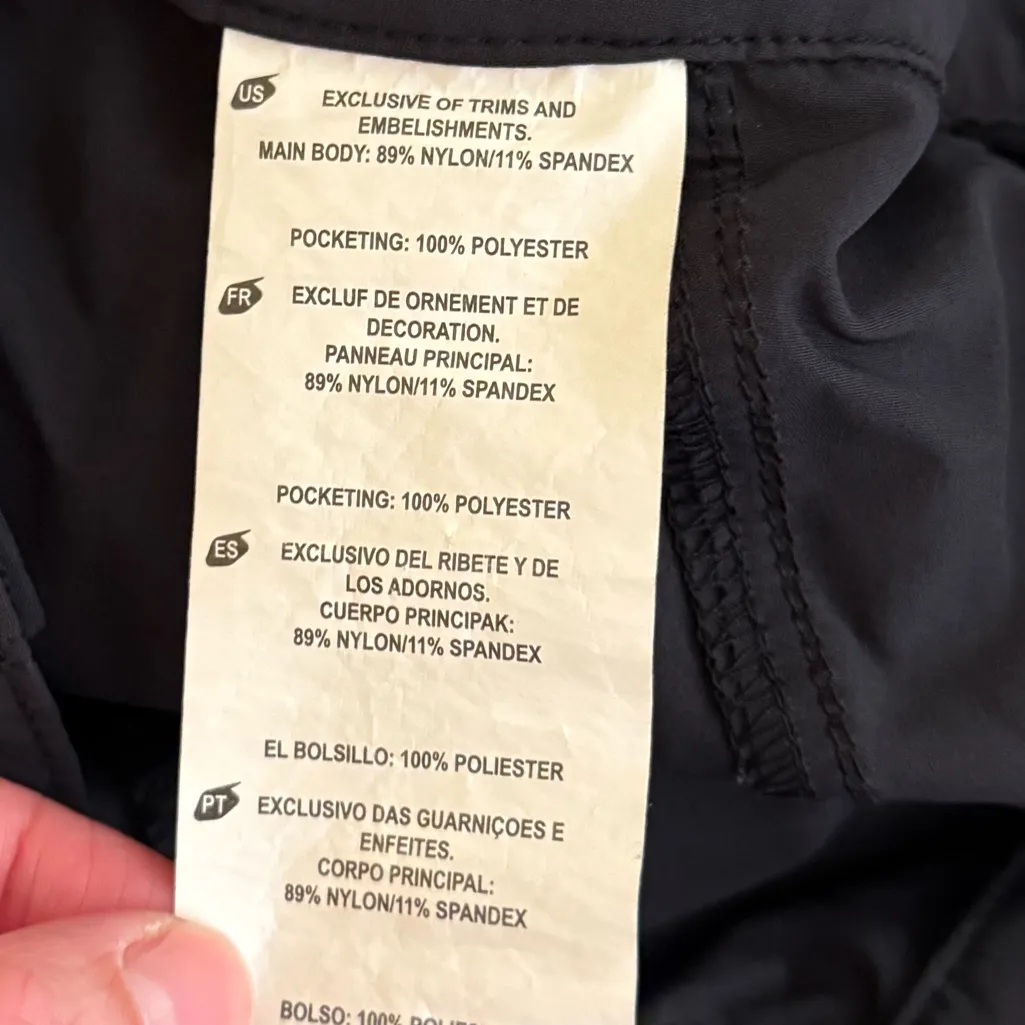 US
EXCLUSIVE OF TRIMS AND
EMBELISHMENTS.
MAIN BODY: 89% NYLON/11% SPANDEX
POCKETING: 100% POLYESTER
FR
EXCLUF DE ORNEMENT ET DE
DECORATION.
PANNEAU PRINCIPAL:
89% NYLON/11% SPANDEX
POCKETING: 100% POLYESTER
ES
EXCLUSIVO DEL RIBETE Y DE
LOS ADORNOS.
CUERPO PRINCIPAK:
89% NYLON/11% SPANDEX
EL BOLSILLO: 100% POLIESTER
PT
EXCLUSIVO DAS GUARNIÇOES E
ENFEITES.
CORPO PRINCIPAL:
89% NYLON/11% SPANDEX
BOLSO: 100%